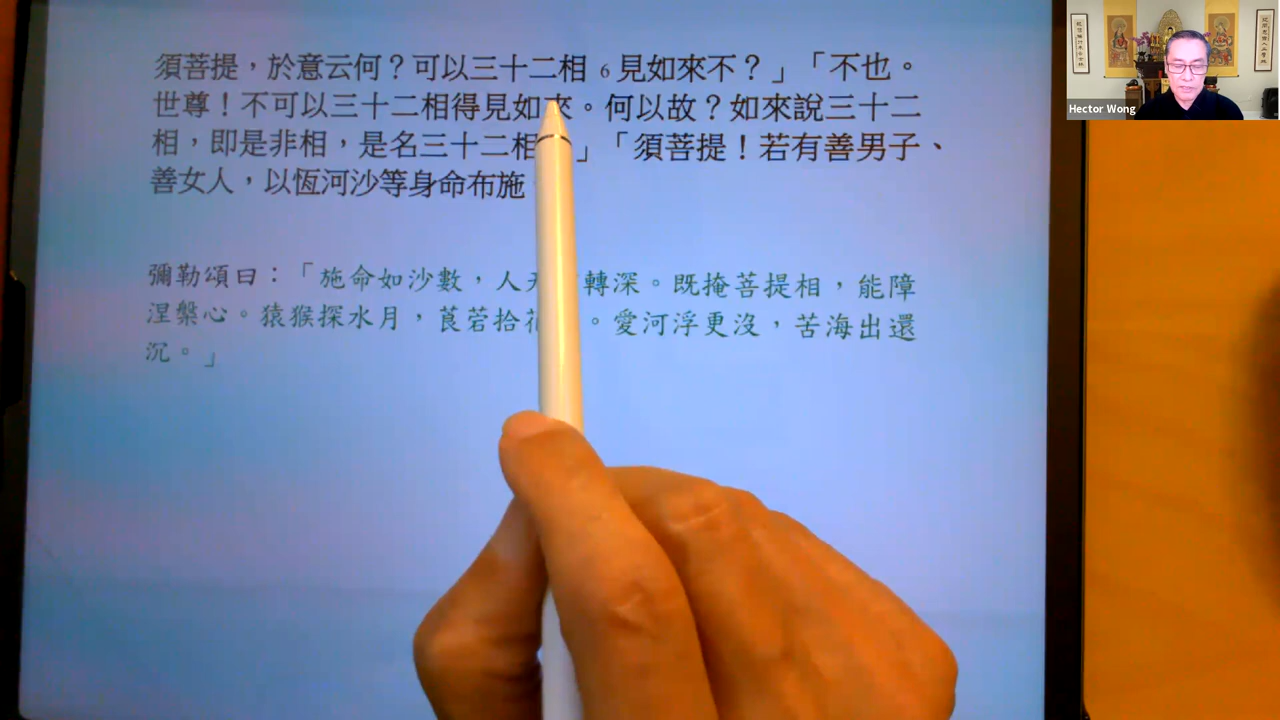 須菩提，於意云何？可以三十二相 6 見如來不？」「不也。
世尊！不可以三十二相得見如來。何以故？如來說三十二
相，即是非相，是名三十二相 」「須菩提！若有善男子、
善女人，以恆河沙等身命布施
彌勒頌曰：「施命如沙數，人天 轉深。既掩菩提相，能障
涅槃心。猿猴探水月，莨若拾花 。愛河浮更沒，苦海出還
沉。」
Hector Wong